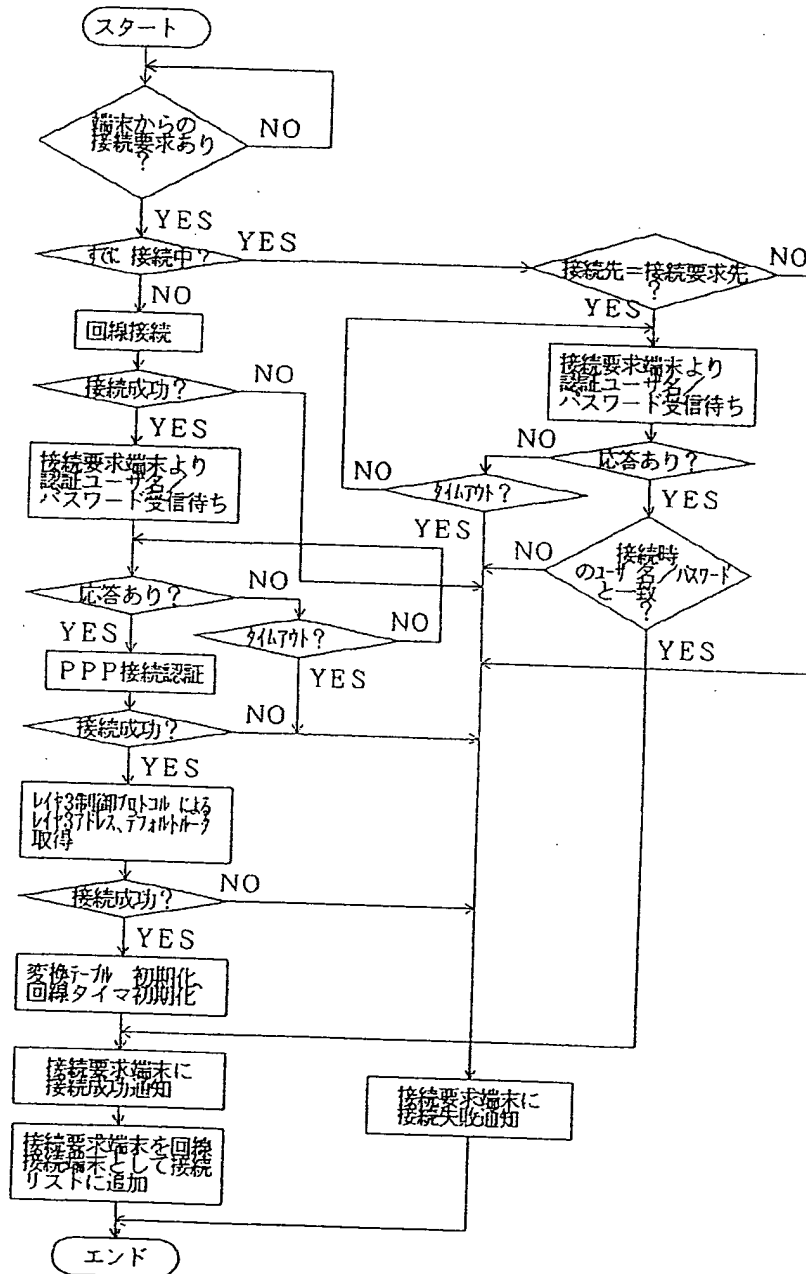 スタート
端末からの
接続要求あり
?
NO
YES
すでに 接続中?
YES
接続先=接続要求先
?
NO
NO
YES
回線接続
接続要求端末より
認証ユーザ名/
パスワード受信待ち
接続成功?
NO
YES
NO
応答あり?
接続要求端末より
認証ユーザ名/
パスワード受信待ち
NO
タイムアウト?
YES
YES
NO
接続時
のユーザ名/パスワード
と一致
?
応答あり?
NO
タイムアウト?
NO
YES
YES
YES
PPP接続認証
接続成功?
NO
YES
レイヤ3制御プロトコル による
レイヤ3アドレス、デフォルトルータ
取得
接続成功?
NO
YES
変換テーブル 初期化、
回線タイマ初期化
接続要求端末に
接続成功通知
接続要求端末に
接続失敗通知
接続要求端末を回線
接続端末として接続
リストに追加
エンド